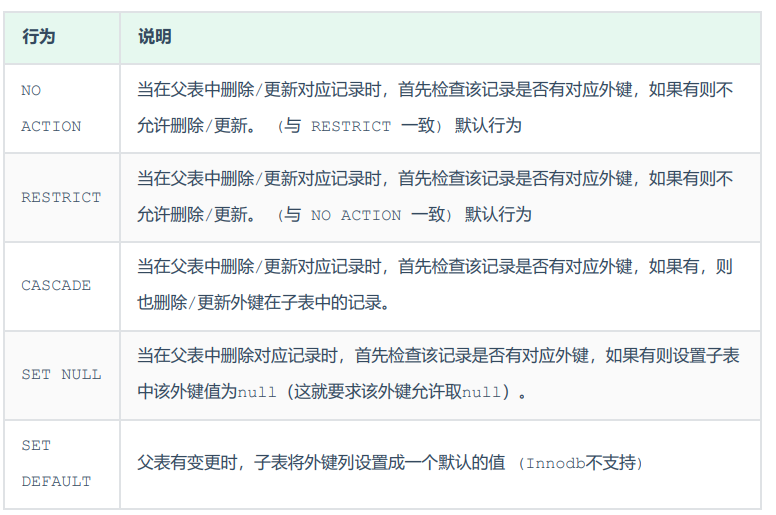 行为 说明
NO
ACTION
当在父表中删除/更新对应记录时，首先检查该记录是否有对应外键，如果有则不
允许删除/更新。 （与 RESTRICT 一致）默认行为
RESTRICT
当在父表中删除/更新对应记录时，首先检查该记录是否有对应外键，如果有则不
允许删除/更新。 （与 NO ACTION 一致）默认行为
CASCADE
当在父表中删除/更新对应记录时，首先检查该记录是否有对应外键，如果有，则
也删除/更新外键在子表中的记录。
SET NULL
当在父表中删除对应记录时，首先检查该记录是否有对应外键，如果有则设置子表
中该外键值为null（这就要求该外键允许取null）。
SET
DEFAULT
父表有变更时，子表将外键列设置成一个默认的值 （Innodb不支持）